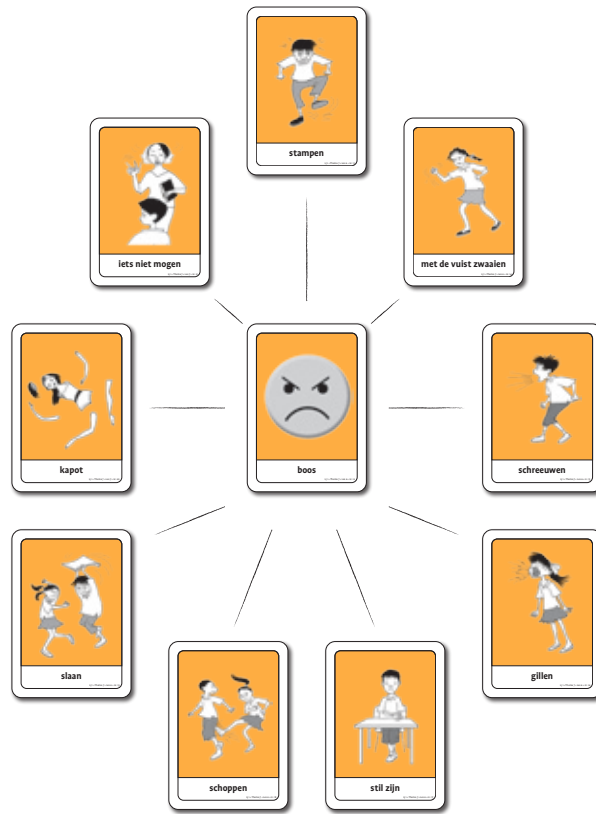 stampen
iets niet mogen
met de vuist zwaaien
kapot
boos
schreeuwen
slaan
gillen
schoppen
stil zijn